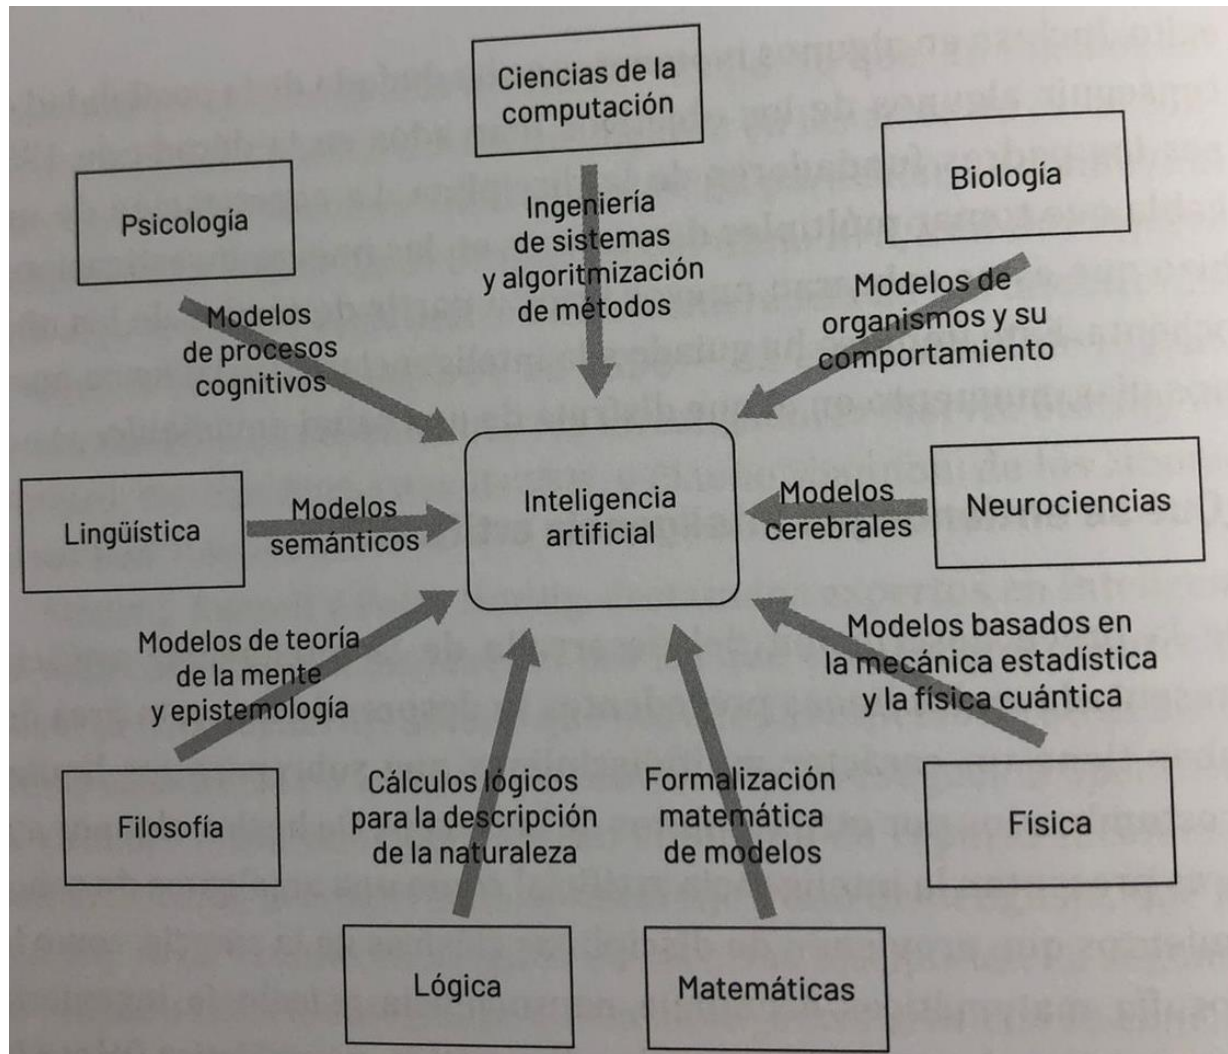 Ciencias de la
computación
Psicología
Biología
Ingeniería
de sistemas
y algoritmización
de métodos
Modelos
de procesos
cognitivos
Modelos de
organismos y su
comportamiento
Lingüística
Modelos
semánticos
Inteligencia
artificial
Modelos
cerebrales
Neurociencias
Modelos de teoría
de la mente
y epistemología
Modelos basados en
la mecánica estadística
y la física cuántica
Filosofía
Cálculos lógicos
para la descripción
de la naturaleza
Formalización
matemática
de modelos
Física
Lógica
Matemáticas